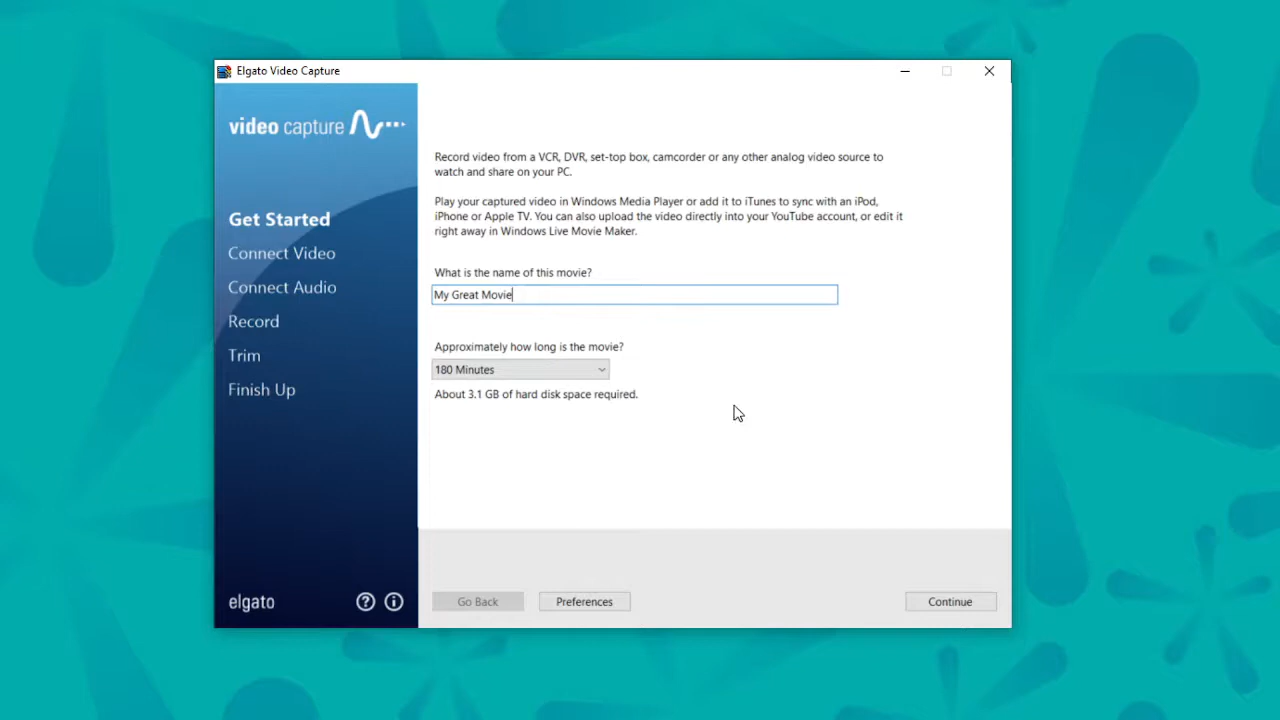 Elgato Video Capture
video capture
Get Started
Connect Video
Connect Audio
Record
Trim
Finish Up
elgato
Record video from a VCR, DVR, set-top box, camcorder or any other analog video source to
watch and share on your PC.
Play your captured video in Windows Media Player or add it to iTunes to sync with an iPod,
iPhone or Apple TV. You can also upload the video directly into your YouTube account, or edit it
right away in Windows Live Movie Maker.
What is the name of this movie?
My Great Movie
Approximately how long is the movie?
180 Minutes
About 3.1 GB of hard disk space required.
Go Back
Preferences
Continue